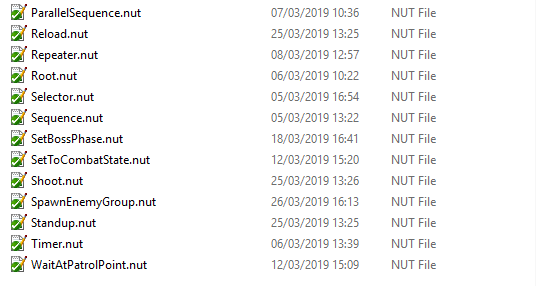 ParallelSequence.nut 07/03/2019 10:36 NUT File
Reload.nut 25/03/2019 13:25 NUT File
Repeater.nut 08/03/2019 12:57 NUT File
Root.nut 06/03/2019 10:22 NUT File
Selector.nut 05/03/2019 16:54 NUT File
Sequence.nut 05/03/2019 13:22 NUT File
SetBossPhase.nut 18/03/2019 16:41 NUT File
SetToCombatState.nut 12/03/2019 15:20 NUT File
Shoot.nut 25/03/2019 13:26 NUT File
SpawnEnemyGroup.nut 26/03/2019 16:13 NUT File
Standup.nut 25/03/2019 13:25 NUT File
Timer.nut 06/03/2019 13:39 NUT File
WaitAtPatrolPoint.nut 12/03/2019 15:09 NUT File